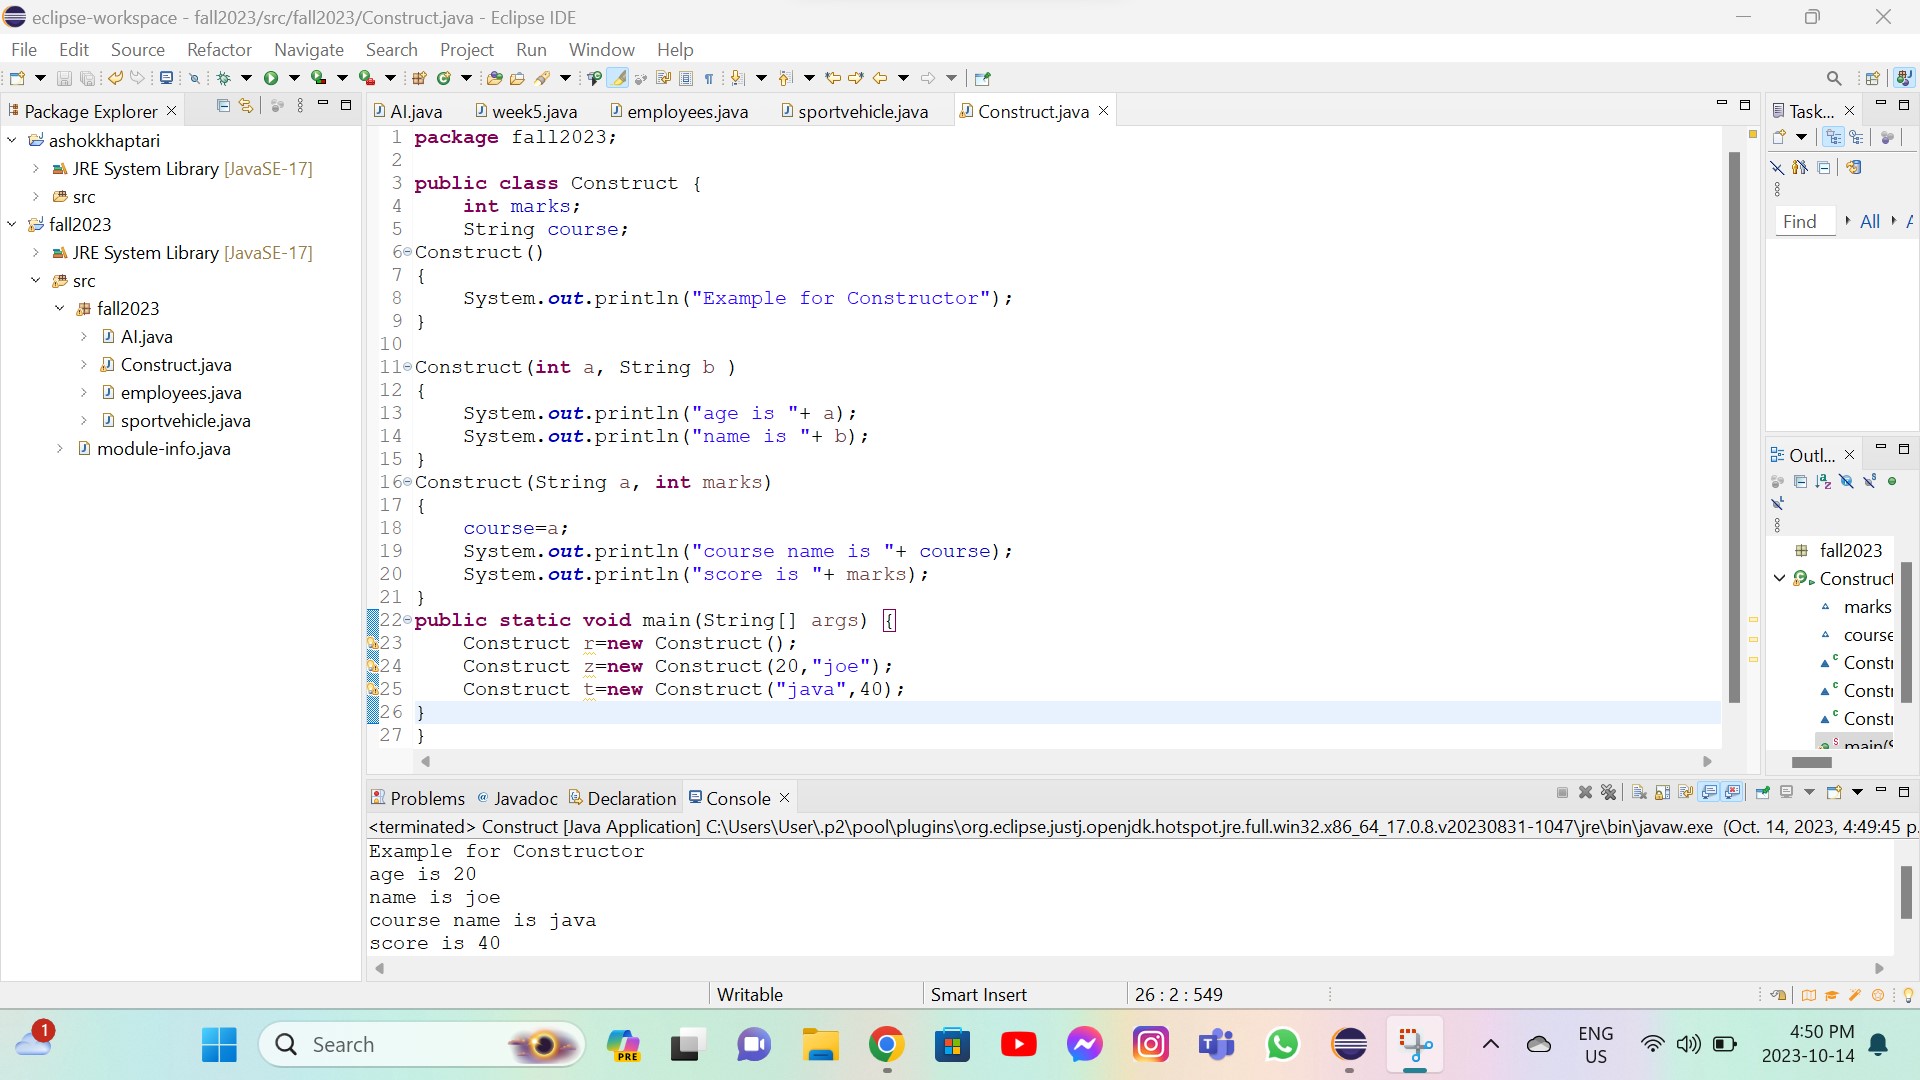 eclipse-workspace - fall2023/src/fall2023/Construct.java - Eclipse IDE
File Edit Source Refactor Navigate Search Project Run Window Help
Package Explorer
ashokkhaptari
JRE System Library [JavaSE-17]
src
fall2023
JRE System Library [JavaSE-17]
src
fall2023
AI.java
Construct.java
employees.java
sportvehicle.java
module-info.java
AI.java week5.java employees.java sportvehicle.java Construct.java
1 package fall2023;
2
3 public class Construct {
4 int marks;
5 String course;
6 Construct()
7 {
8 System.out.println("Example for Constructor");
9 }
10
11 Construct(int a, String b )
12 {
13 System.out.println("age is "+ a);
14 System.out.println("name is "+ b);
15 }
16 Construct(String a, int marks)
17 {
18 course=a;
19 System.out.println("course name is "+ course);
20 System.out.println("score is "+ marks);
21 }
22 public static void main(String[] args) {
23 Construct r=new Construct();
24 Construct z=new Construct(20,"joe");
25 Construct t=new Construct("java",40);
26 }
27 }
Task...
Find All
Outl...
fall2023
Construct
marks
course
Constr
Constr
Constr
main(S
Problems @ Javadoc Declaration Console
<terminated> Construct [Java Application] C:\Users\User\.p2\pool\plugins\org.eclipse.justj.openjdk.hotspot.jre.full.win32.x86_64_17.0.8.v20230831-1047\jre\bin\javaw.exe (Oct. 14, 2023, 4:49:45 p.
Example for Constructor
age is 20
name is joe
course name is java
score is 40
Writable Smart Insert 26 : 2 : 549
1
Search
PRE
ENG
US
4:50 PM
2023-10-14